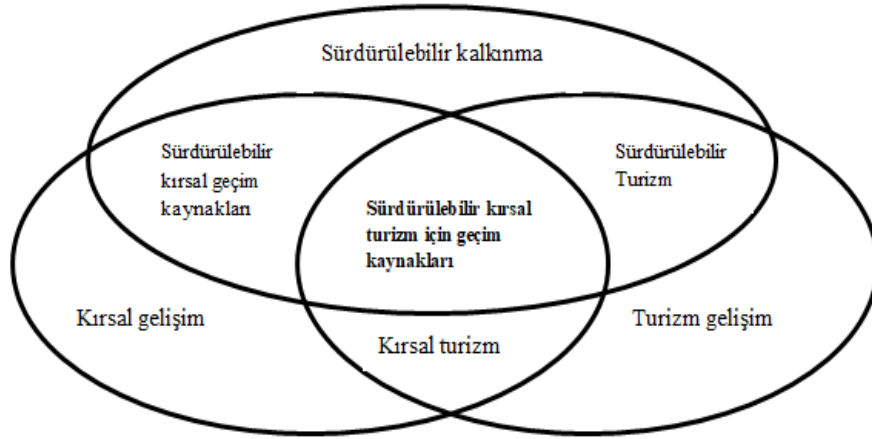 Sürdürülebilir kalkınma
Sürdürülebilir
kırsal geçim
kaynakları
Sürdürülebilir
Turizm
Sürdürülebilir kırsal
turizm için geçim
kaynakları
Kırsal gelişim
Kırsal turizm
Turizm gelişim